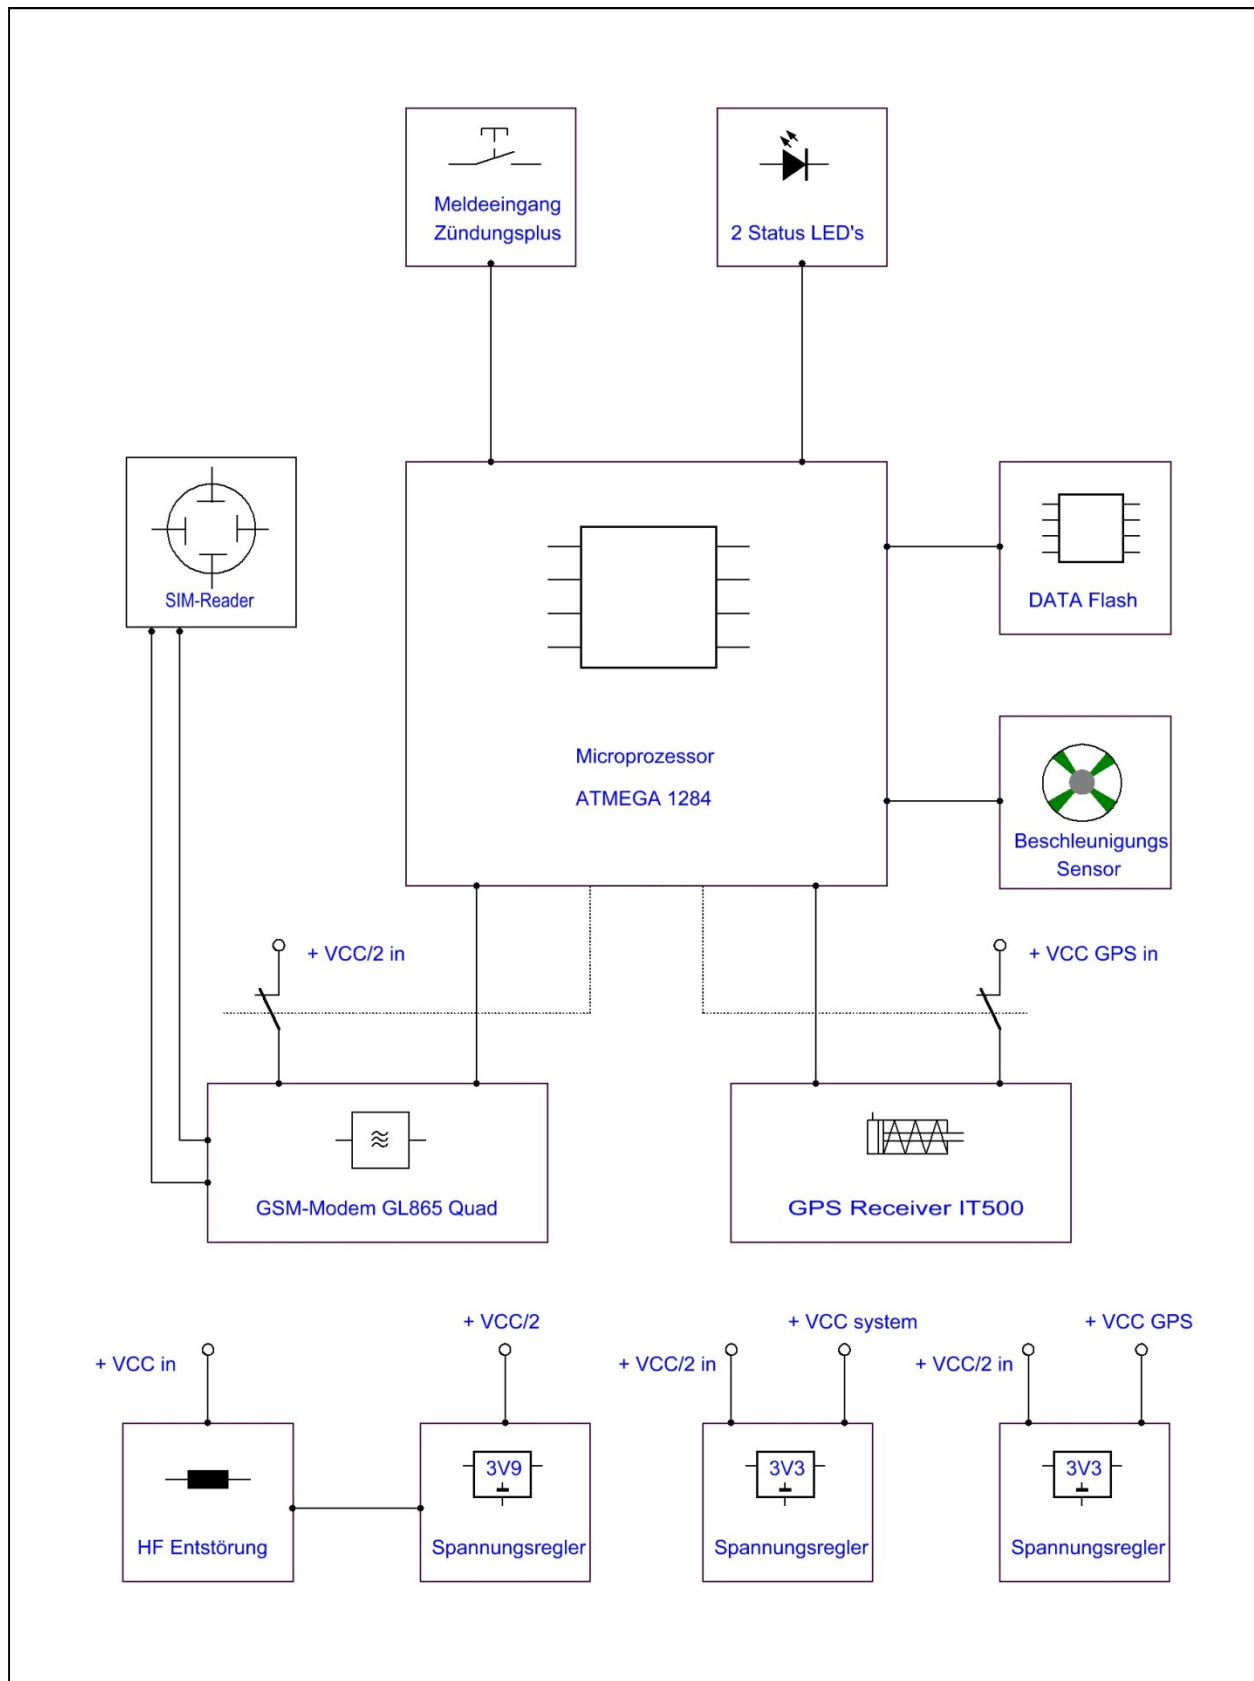 Meldeeingang
Zündungsplus
2 Status LED's
SIM-Reader
DATA Flash
Microprozessor
ATMEGA 1284
Beschleunigungs
Sensor
+ VCC/2 in
+ VCC GPS in
GSM-Modem GL865 Quad
GPS Receiver IT500
+ VCC in
+ VCC/2
+ VCC/2 in
+ VCC system
+ VCC/2 in
+ VCC GPS
HF Entstörung
3V9
Spannungsregler
3V3
Spannungsregler
3V3
Spannungsregler